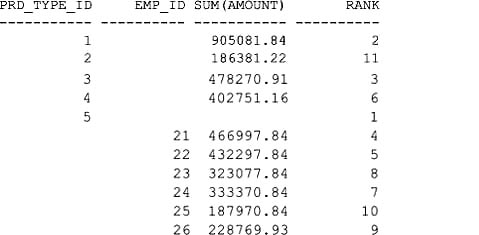 PRD_TYPE_ID     EMP_ID SUM(AMOUNT)       RANK
----------- ---------- ----------- ----------
          1              905081.84          2
          2              186381.22         11
          3              478270.91          3
          4              402751.16          6
          5                                 1
                    21   466997.84          4
                    22   432297.84          5
                    23   323077.84          8
                    24   333370.84          7
                    25   187970.84         10
                    26   228769.93          9